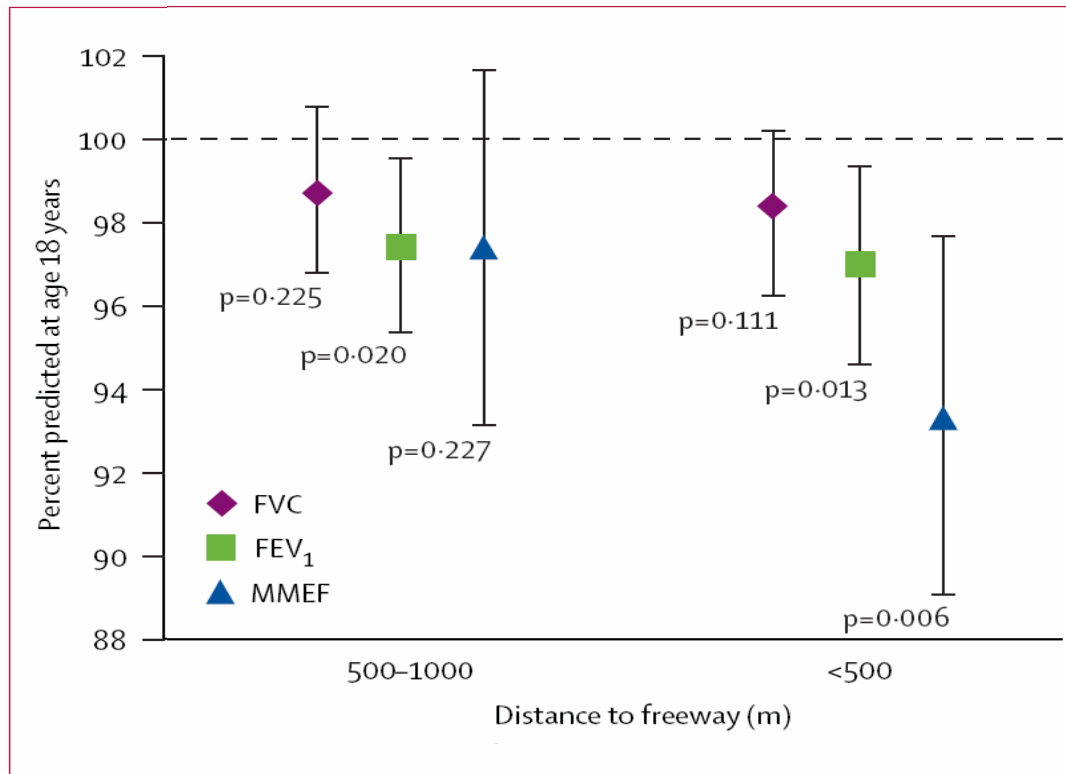 102
100
98
96
94
92
90
88
Percent predicted at age 18 years
p=0·225
p=0·020
p=0·227
p=0·111
p=0·013
p=0·006
FVC
FEV₁
MMEF
500–1000
<500
Distance to freeway (m)